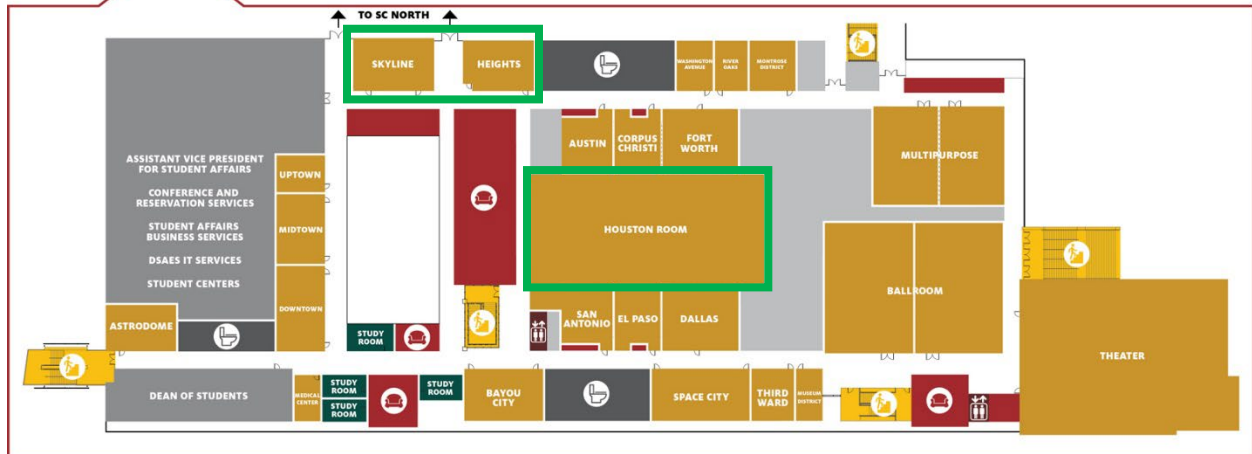 TO SC NORTH
SKYLINE
HEIGHTS
WASHINGTON
AVENUE
RIVER
OAKS
MONTROSE
DISTRICT
AUSTIN
CORPUS
CHRISTI
FORT
WORTH
MULTIPURPOSE
ASSISTANT VICE PRESIDENT
FOR STUDENT AFFAIRS
CONFERENCE AND
RESERVATION SERVICES
STUDENT AFFAIRS
BUSINESS SERVICES
DSAES IT SERVICES
STUDENT CENTERS
UPTOWN
MIDTOWN
DOWNTOWN
HOUSTON ROOM
BALLROOM
ASTRODOME
STUDY
ROOM
SAN
ANTONIO
EL PASO
DALLAS
THEATER
DEAN OF STUDENTS
MEDICAL
CENTER
STUDY
ROOM
STUDY
ROOM
STUDY
ROOM
BAYOU
CITY
SPACE CITY
THIRD
WARD
MUSEUM
DISTRICT